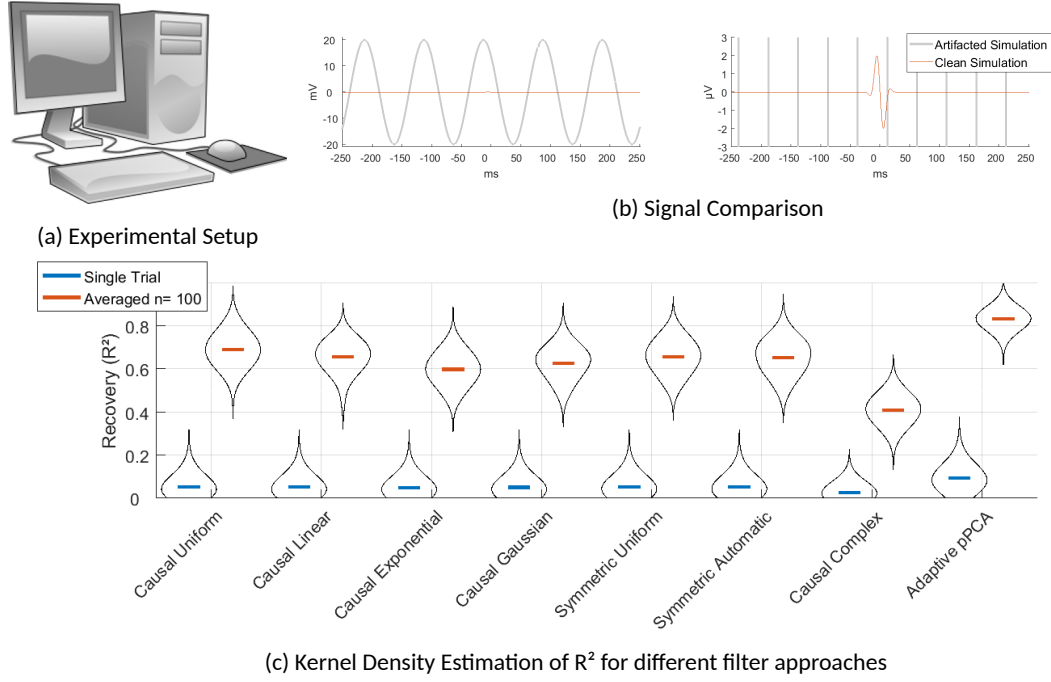 mV
20
10
0
-10
-20
-250 -200 -150 -100 -50 0 50 100 150 200 250
ms
µV
3
2
1
0
-1
-2
-3
-250 -200 -150 -100 -50 0 50 100 150 200 250
ms
Artifacted Simulation
Clean Simulation
(a) Experimental Setup
(b) Signal Comparison
Single Trial
Averaged n= 100
Recovery (R²)
0.8
0.6
0.4
0.2
0
Causal Uniform
Causal Linear
Causal Exponential
Causal Gaussian
Symmetric Uniform
Symmetric Automatic
Causal Complex
Adaptive pPCA
(c) Kernel Density Estimation of R² for different filter approaches